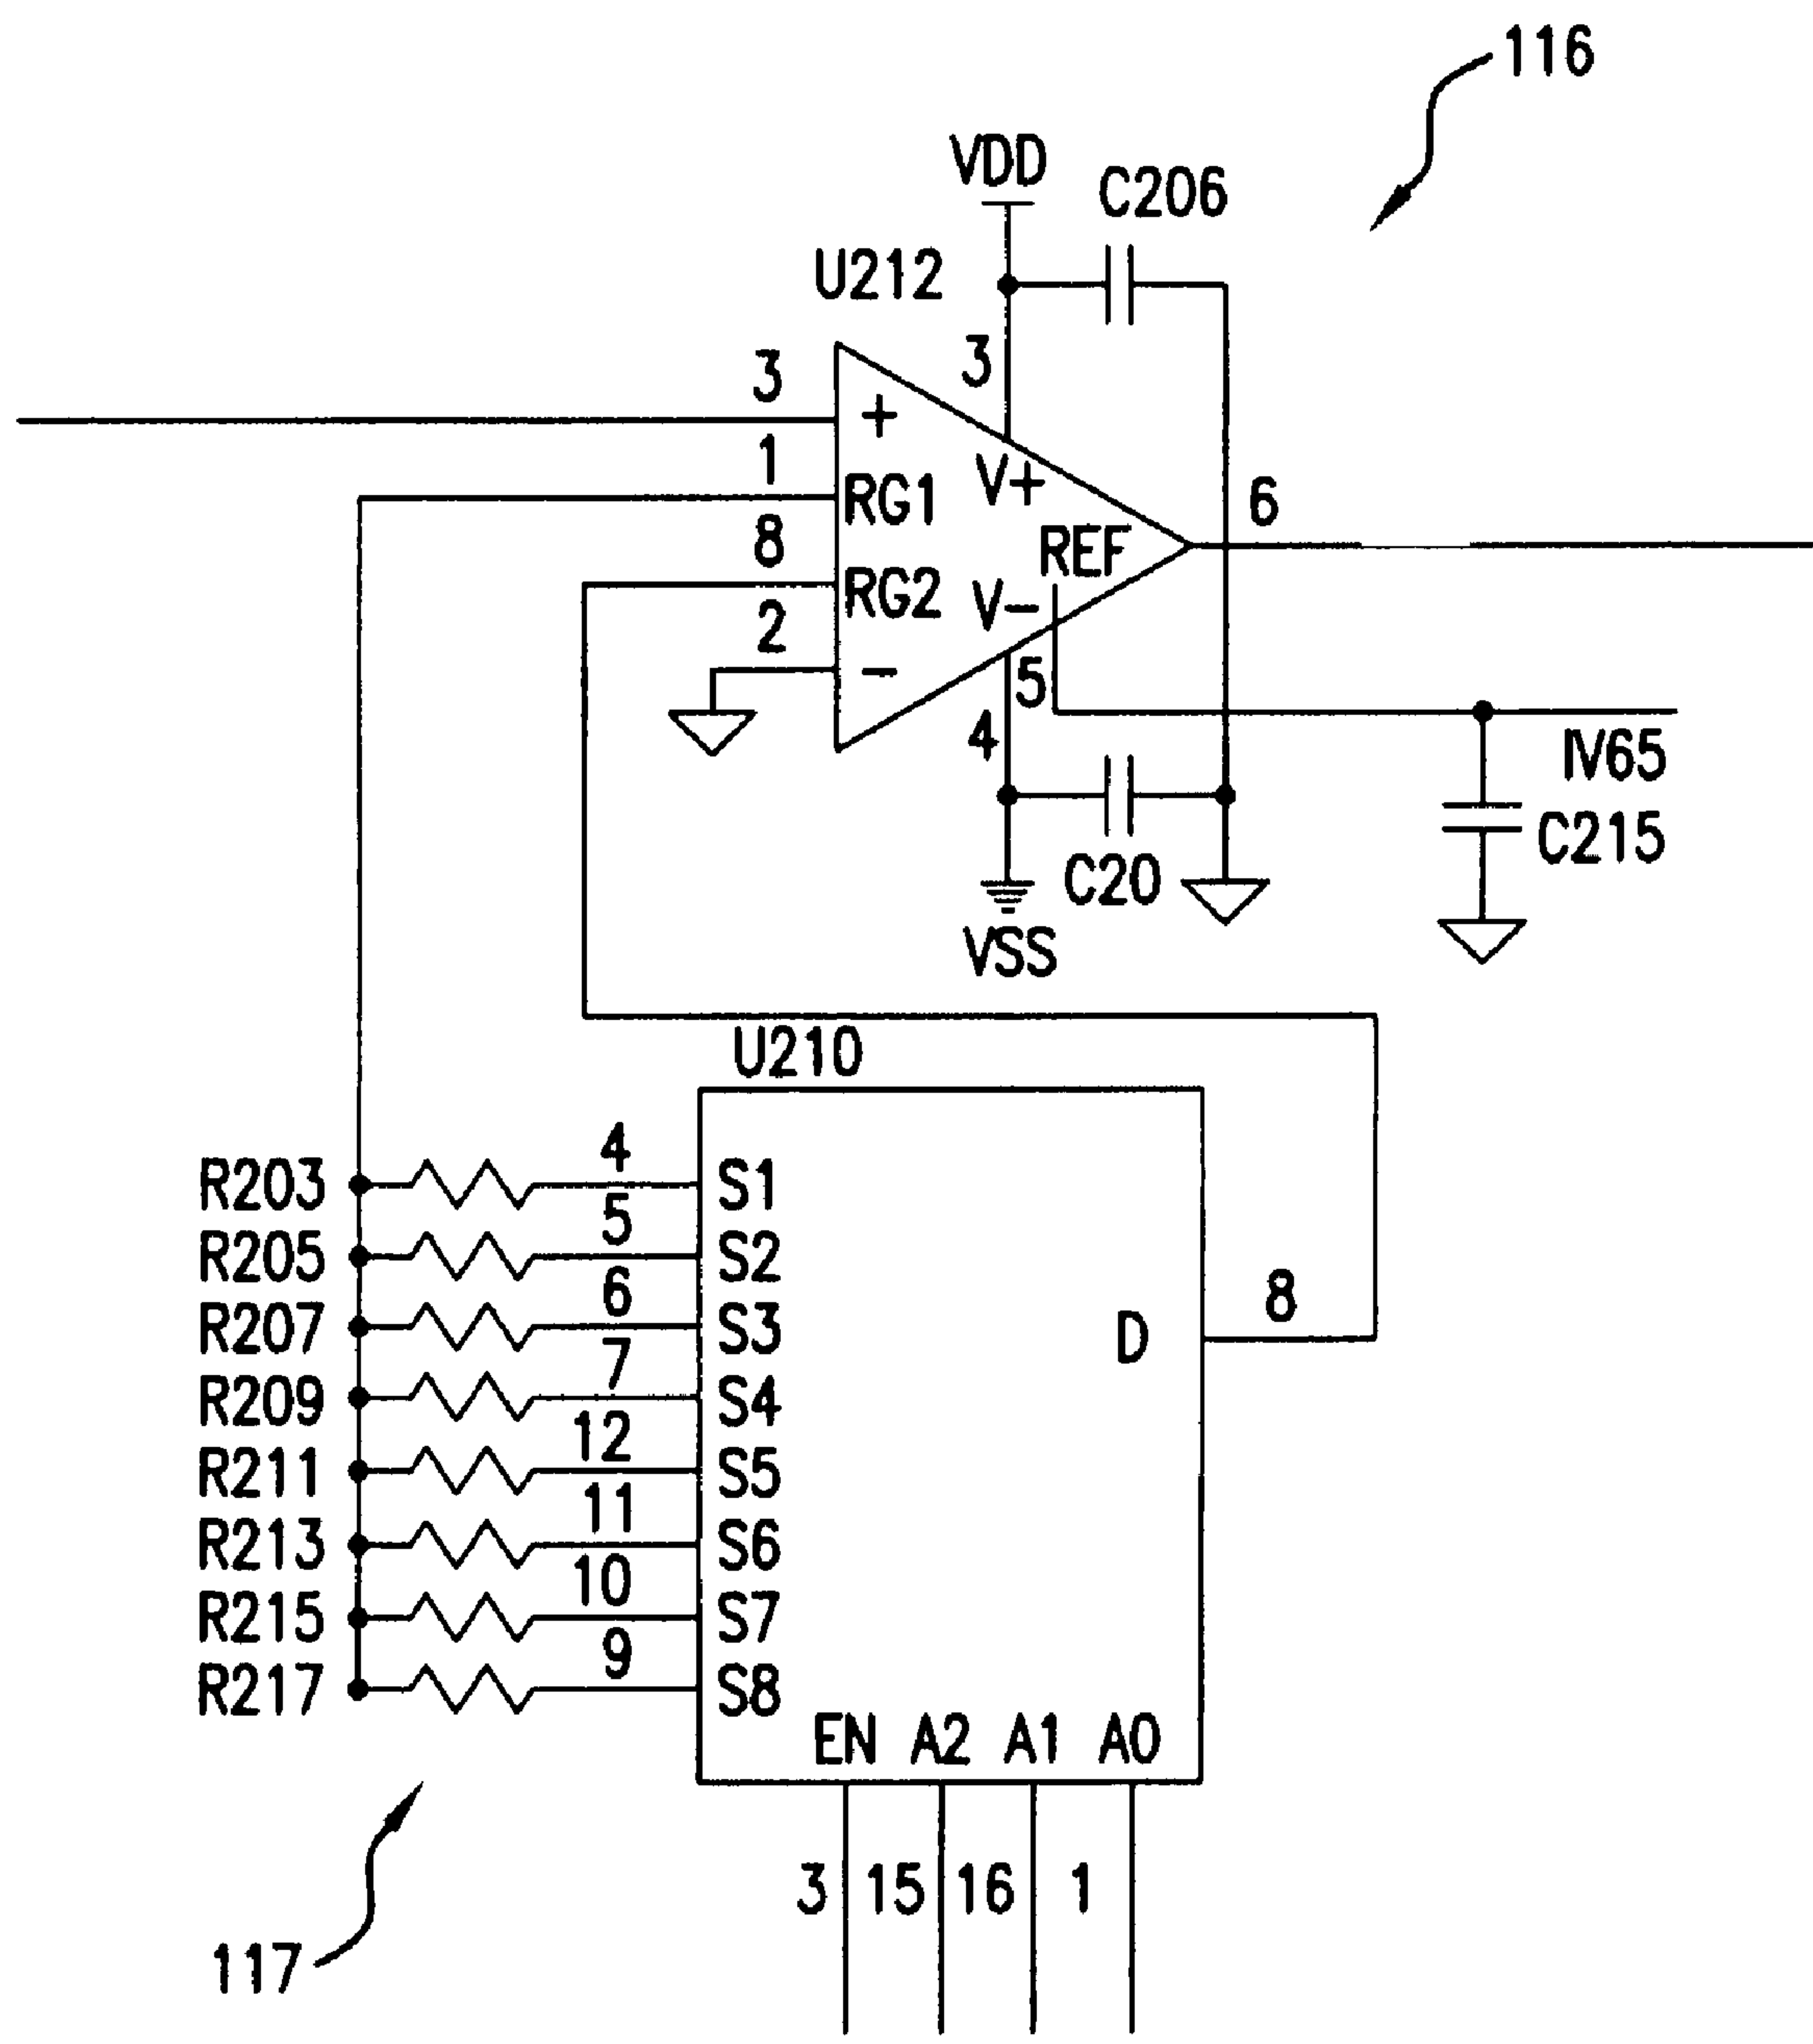 116
VDD
C206
U212
3
3
+
1
V+
RG1
6
8
REF
RG2
V-
2
-
5
4
IV65
C215
C20
VSS
U210
4
R203
S1
5
R205
S2
6
R207
S3
8
D
7
R209
S4
12
R211
S5
11
R213
S6
10
R215
S7
9
R217
S8
EN A2 A1 A0
3 15 16 1
117